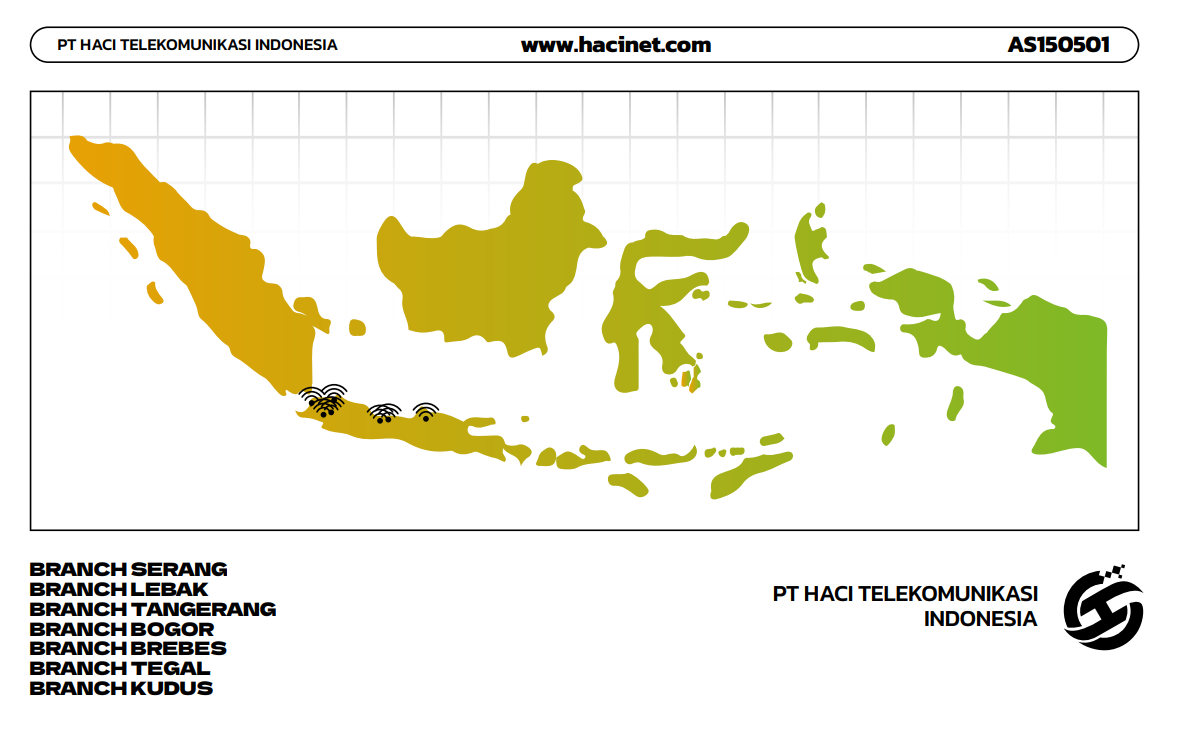 PT HACI TELEKOMUNIKASI INDONESIA
www.hacinet.com
AS150501
BRANCH SERANG
BRANCH LEBAK
BRANCH TANGERANG
BRANCH BOGOR
BRANCH BREBES
BRANCH TEGAL
BRANCH KUDUS
PT HACI TELEKOMUNIKASI
INDONESIA